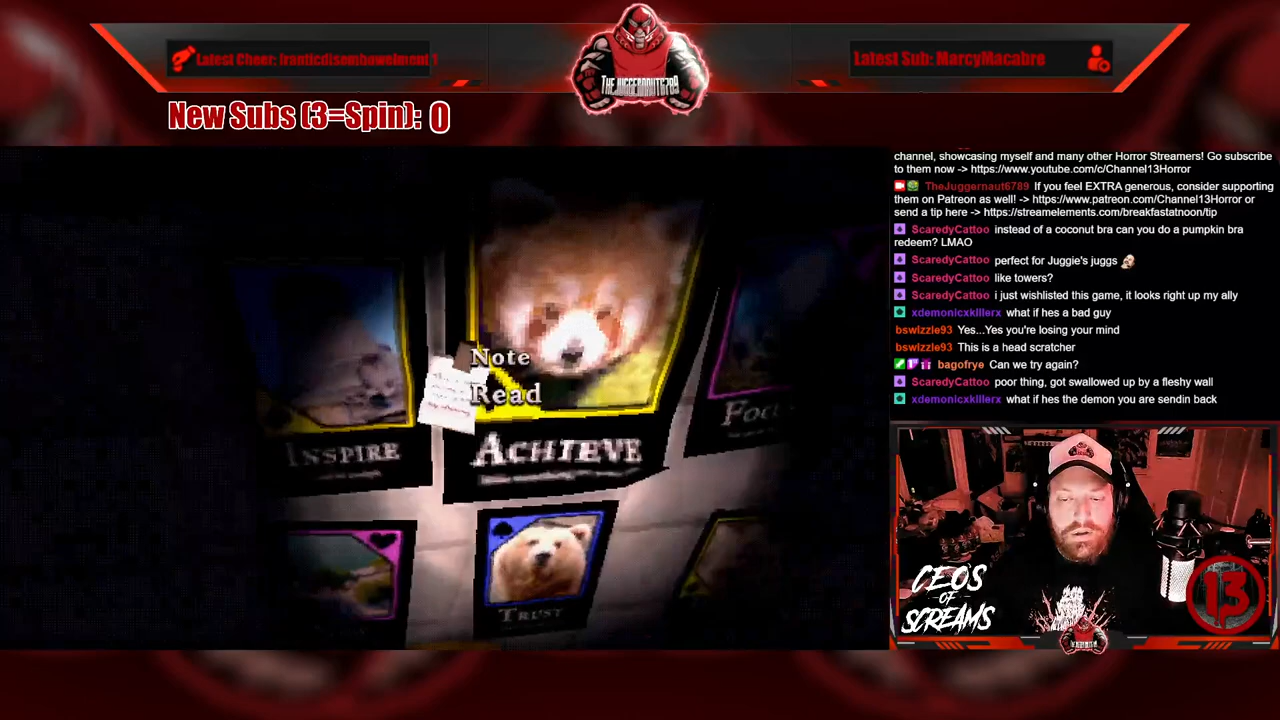 Latest Cheer: franticdisembowelment 1
THEJUGGERNAUT6789
Latest Sub: MarcyMacabre
New Subs (3=Spin): 0
channel, showcasing myself and many other Horror Streamers! Go subscribe
to them now -> https://www.youtube.com/c/Channel13Horror
TheJuggernaut6789 If you feel EXTRA generous, consider supporting
them on Patreon as well! -> https://www.patreon.com/Channel13Horror or
send a tip here -> https://streamelements.com/breakfastatnoon/tip
ScaredyCattoo instead of a coconut bra can you do a pumpkin bra
redeem? LMAO
ScaredyCattoo perfect for Juggie's juggs
ScaredyCattoo like towers?
ScaredyCattoo i just wishlisted this game, it looks right up my ally
xdemonicxkillerx what if hes a bad guy
bswizzle93 Yes...Yes you're losing your mind
bswizzle93 This is a head scratcher
bagofrye Can we try again?
ScaredyCattoo poor thing, got swallowed up by a fleshy wall
xdemonicxkillerx what if hes the demon you are sendin back
Note
Read
INSPIRE
ACHIEVE
TRUST
CEOS
OF
SCREAMS
13